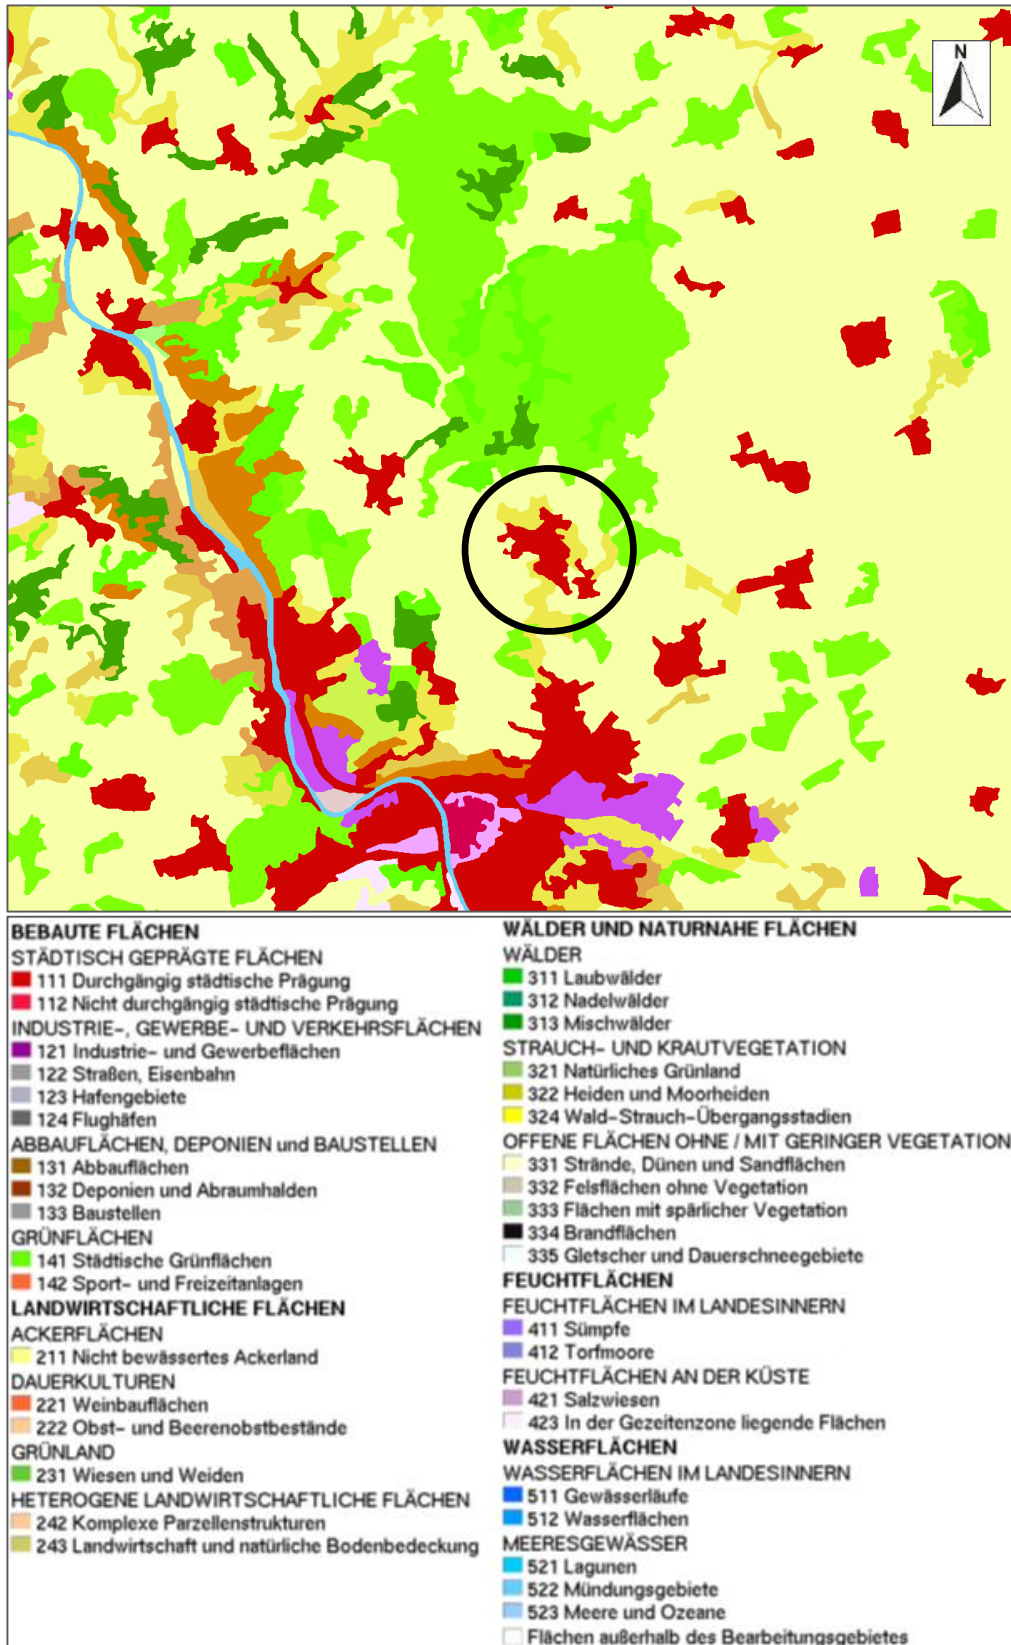 N
BEBAUTE FLÄCHEN
STÄDTISCH GEPRÄGTE FLÄCHEN
111 Durchgängig städtische Prägung
112 Nicht durchgängig städtische Prägung
INDUSTRIE-, GEWERBE- UND VERKEHRSFLÄCHEN
121 Industrie- und Gewerbeflächen
122 Straßen, Eisenbahn
123 Hafengebiete
124 Flughäfen
ABBAUFLÄCHEN, DEPONIEN und BAUSTELLEN
131 Abbauflächen
132 Deponien und Abraumhalden
133 Baustellen
GRÜNFLÄCHEN
141 Städtische Grünflächen
142 Sport- und Freizeitanlagen
LANDWIRTSCHAFTLICHE FLÄCHEN
ACKERFLÄCHEN
211 Nicht bewässertes Ackerland
DAUERKULTUREN
221 Weinbauflächen
222 Obst- und Beerenobstbestände
GRÜNLAND
231 Wiesen und Weiden
HETEROGENE LANDWIRTSCHAFTLICHE FLÄCHEN
242 Komplexe Parzellenstrukturen
243 Landwirtschaft und natürliche Bodenbedeckung
WÄLDER UND NATURNAHE FLÄCHEN
WÄLDER
311 Laubwälder
312 Nadelwälder
313 Mischwälder
STRAUCH- UND KRAUTVEGETATION
321 Natürliches Grünland
322 Heiden und Moorheiden
324 Wald-Strauch-Übergangsstadien
OFFENE FLÄCHEN OHNE / MIT GERINGER VEGETATION
331 Strände, Dünen und Sandflächen
332 Felsflächen ohne Vegetation
333 Flächen mit spärlicher Vegetation
334 Brandflächen
335 Gletscher und Dauerschneegebiete
FEUCHTFLÄCHEN
FEUCHTFLÄCHEN IM LANDESINNERN
411 Sümpfe
412 Torfmoore
FEUCHTFLÄCHEN AN DER KÜSTE
421 Salzwiesen
423 In der Gezeitenzone liegende Flächen
WASSERFLÄCHEN
WASSERFLÄCHEN IM LANDESINNERN
511 Gewässerläufe
512 Wasserflächen
MEERESGEWÄSSER
521 Lagunen
522 Mündungsgebiete
523 Meere und Ozeane
Flächen außerhalb des Bearbeitungsgebietes